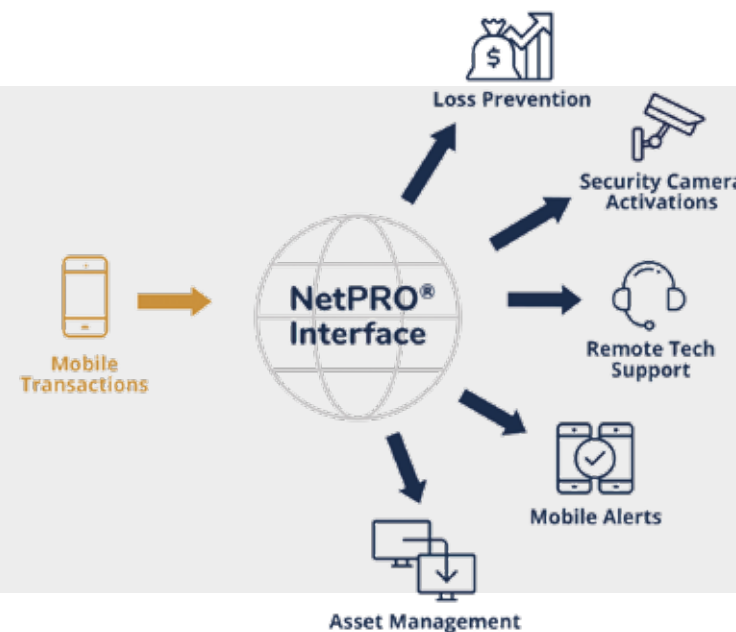 $
Loss Prevention
Security Camera
Activations
NetPRO®
Interface
Mobile
Transactions
Remote Tech
Support
Mobile Alerts
Asset Management